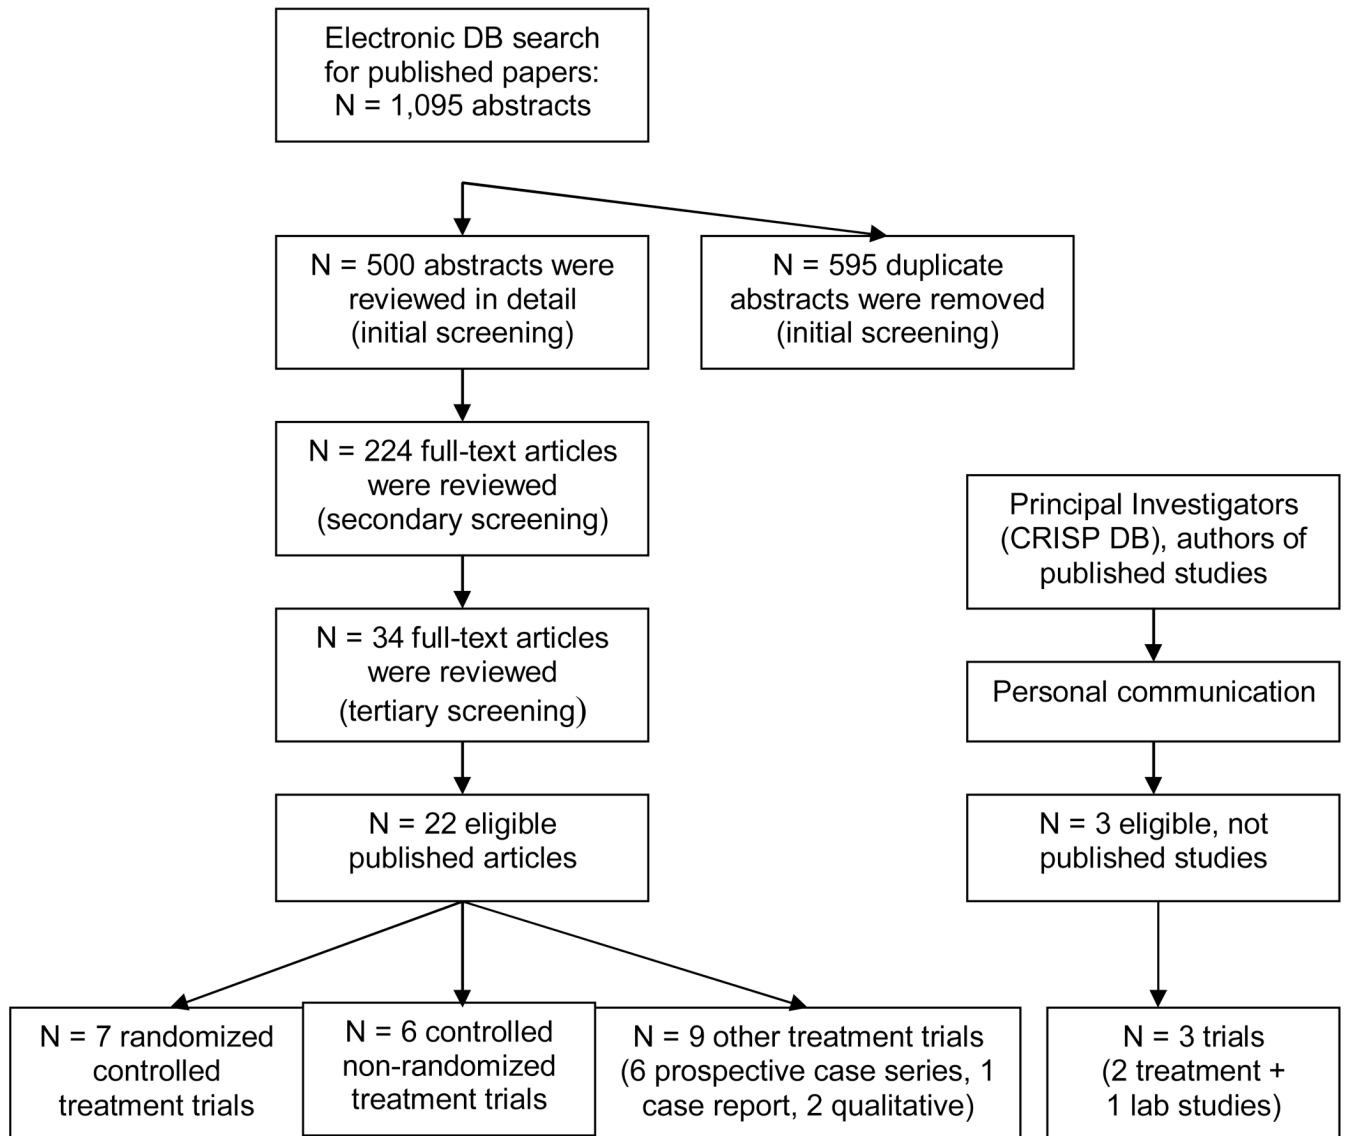 Electronic DB search
for published papers:
N = 1,095 abstracts
N = 500 abstracts were
reviewed in detail
(initial screening)
N = 595 duplicate
abstracts were removed
(initial screening)
N = 224 full-text articles
were reviewed
(secondary screening)
Principal Investigators
(CRISP DB), authors of
published studies
N = 34 full-text articles
were reviewed
(tertiary screening)
Personal communication
N = 22 eligible
published articles
N = 3 eligible, not
published studies
N = 7 randomized
controlled
treatment trials
N = 6 controlled
non-randomized
treatment trials
N = 9 other treatment trials
(6 prospective case series, 1
case report, 2 qualitative)
N = 3 trials
(2 treatment +
1 lab studies)